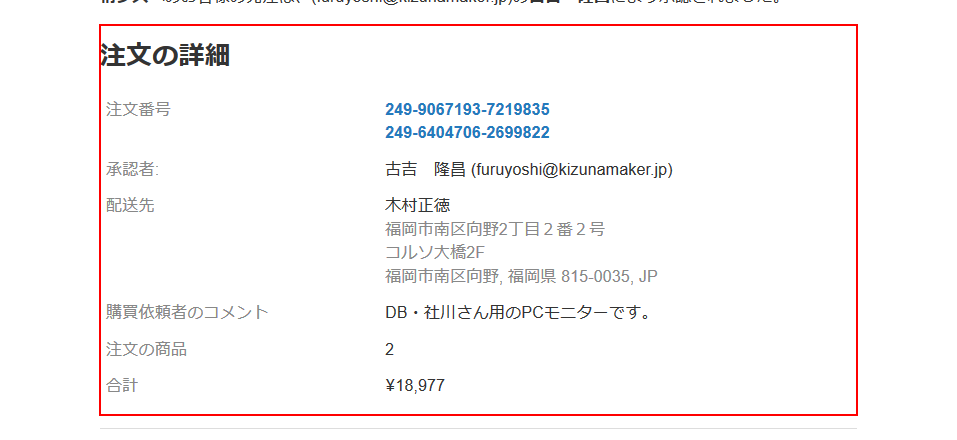 注文の詳細
注文番号
249-9067193-7219835
249-6404706-2699822
承認者:
古吉　隆昌 (furuyoshi@kizunamaker.jp)
配送先
木村正徳
福岡市南区向野2丁目２番２号
コルソ大橋2F
福岡市南区向野, 福岡県 815-0035, JP
購買依頼者のコメント
DB・社川さん用のPCモニターです。
注文の商品
2
合計
¥18,977